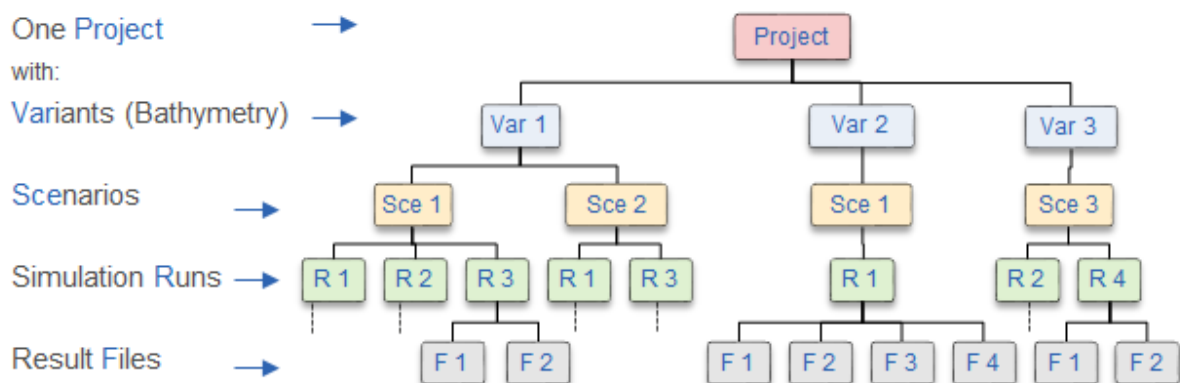 One Project
Project
with:
Variants (Bathymetry)
Var 1 Var 2 Var 3
Scenarios
Sce 1 Sce 2 Sce 1 Sce 3
Simulation Runs
R 1 R 2 R 3 R 1 R 3 R 1 R 2 R 4
Result Files
F 1 F 2 F 1 F 2 F 3 F 4 F 1 F 2